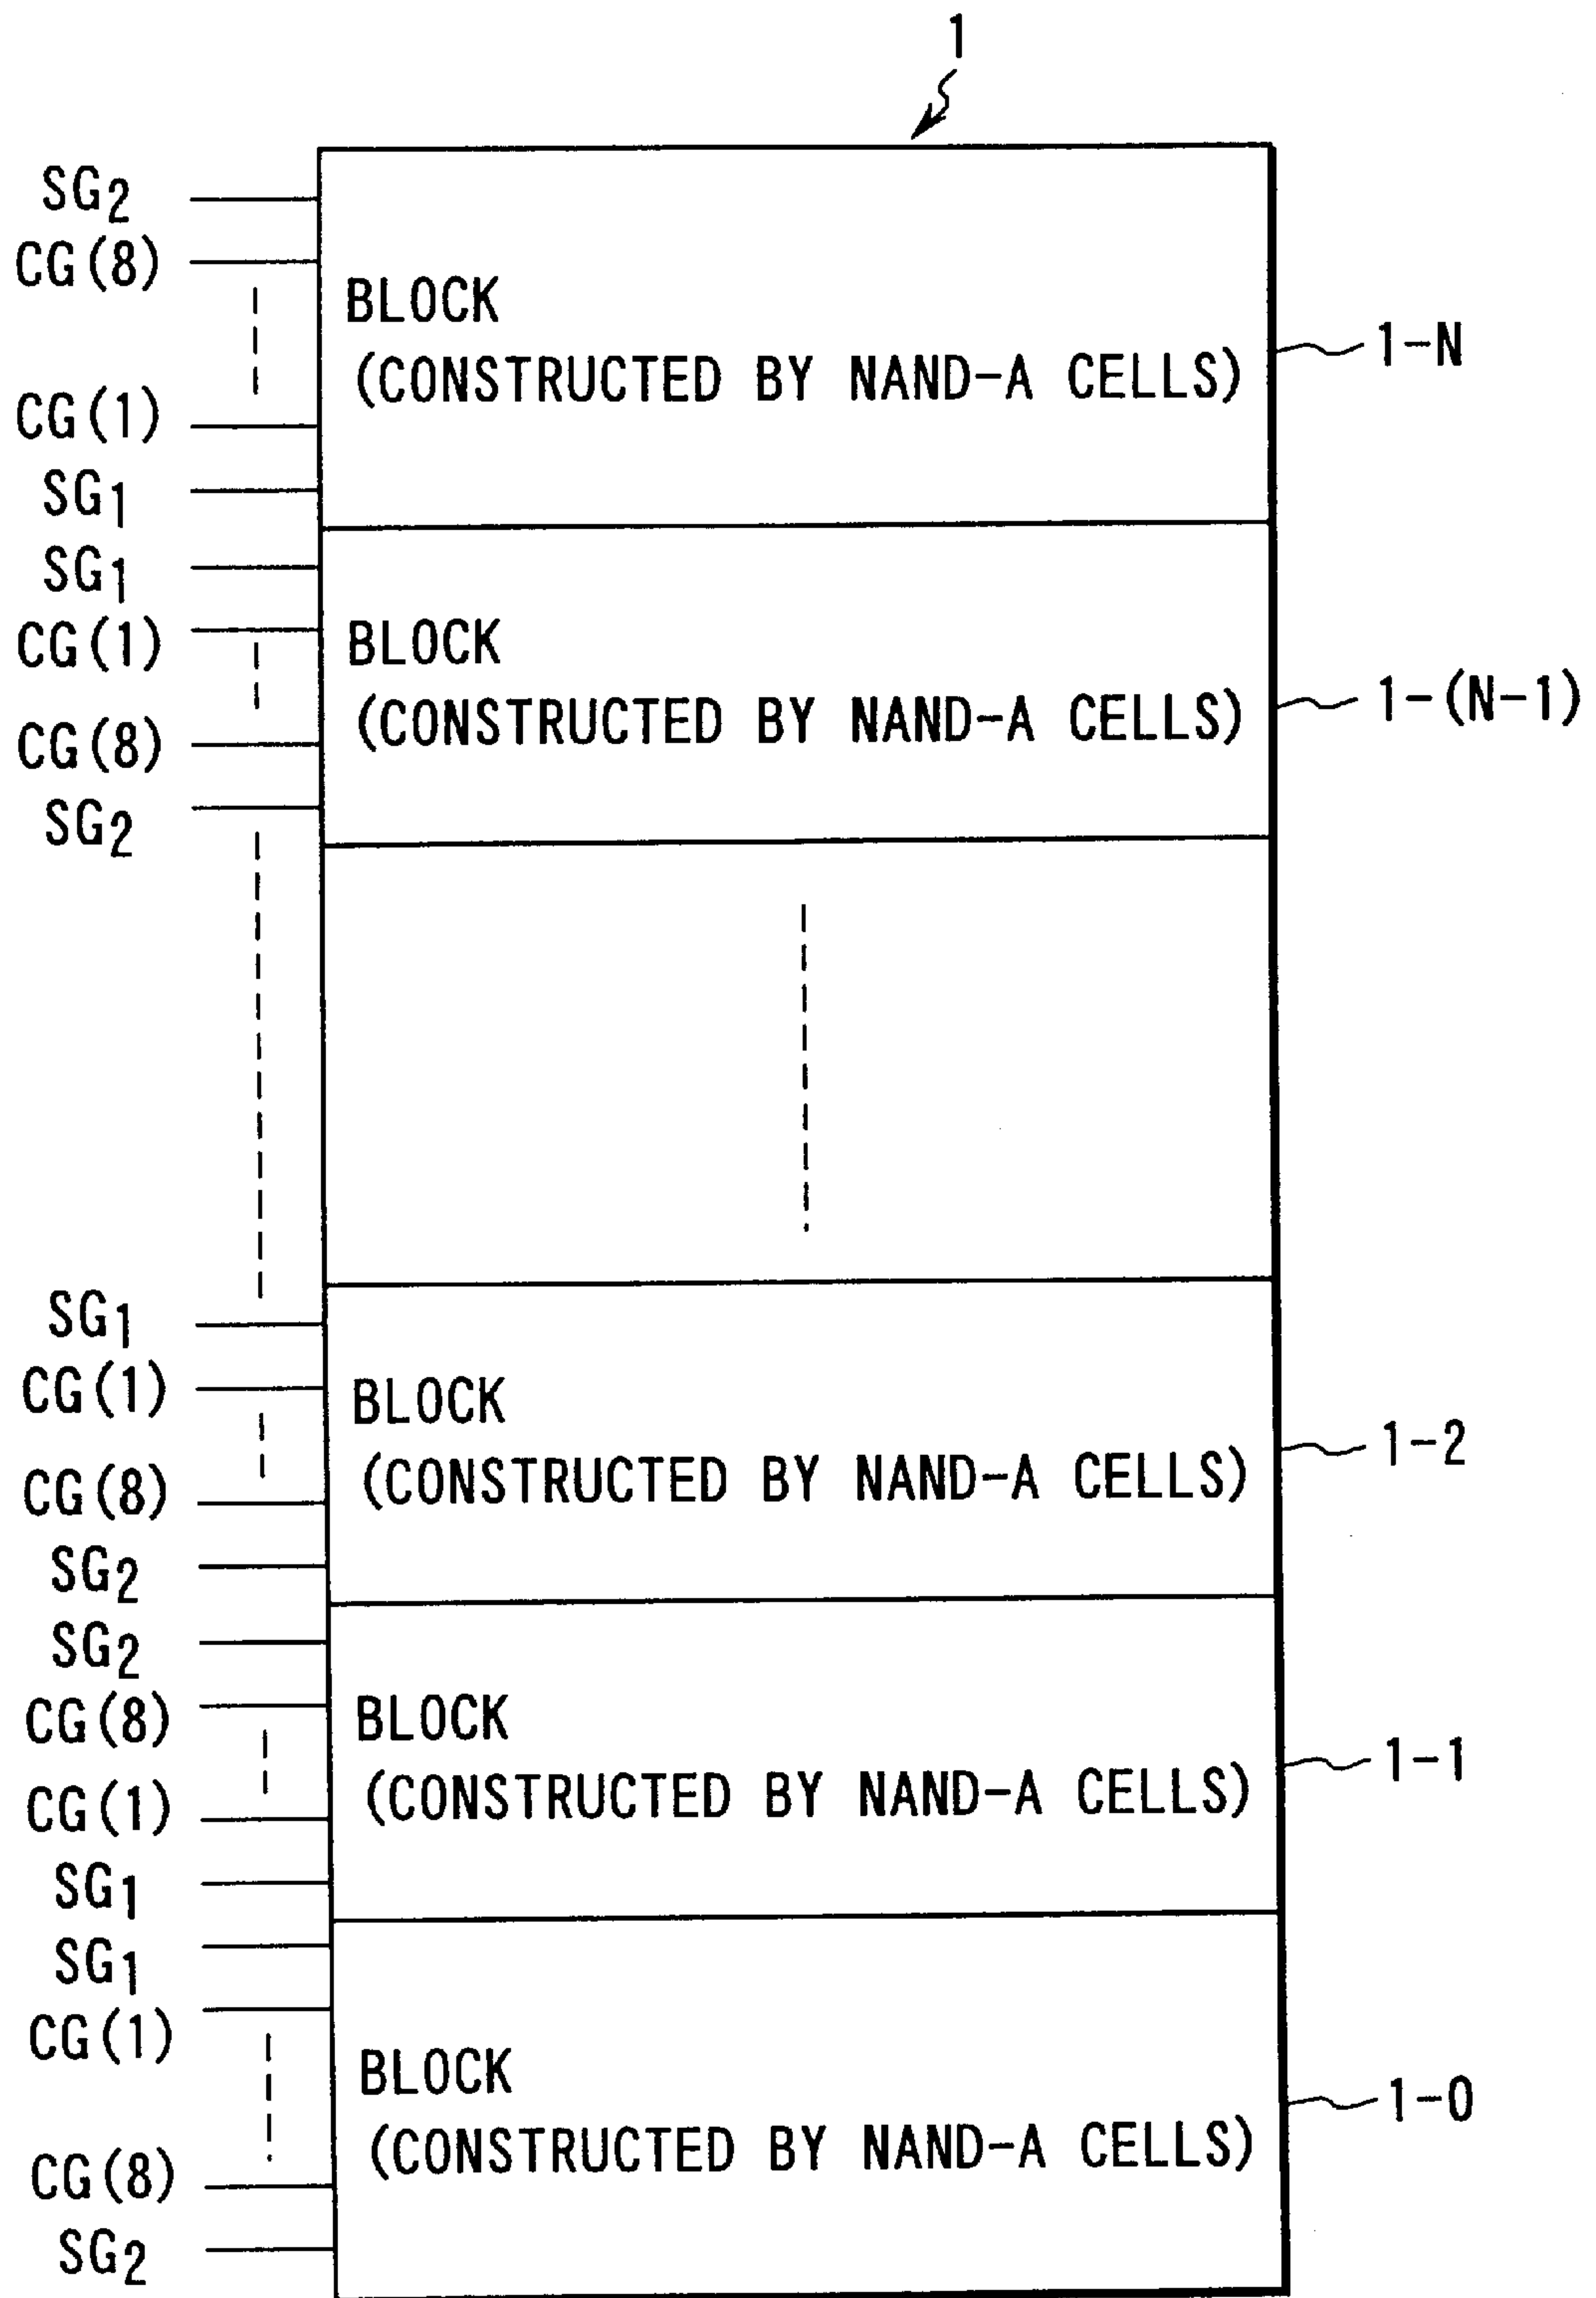 1
SG2
CG(8)
BLOCK
(CONSTRUCTED BY NAND-A CELLS)
1-N
CG(1)
SG1
SG1
CG(1)
BLOCK
(CONSTRUCTED BY NAND-A CELLS)
1-(N-1)
CG(8)
SG2
SG1
CG(1)
BLOCK
(CONSTRUCTED BY NAND-A CELLS)
1-2
CG(8)
SG2
SG2
CG(8)
BLOCK
(CONSTRUCTED BY NAND-A CELLS)
1-1
CG(1)
SG1
SG1
CG(1)
BLOCK
(CONSTRUCTED BY NAND-A CELLS)
1-0
CG(8)
SG2